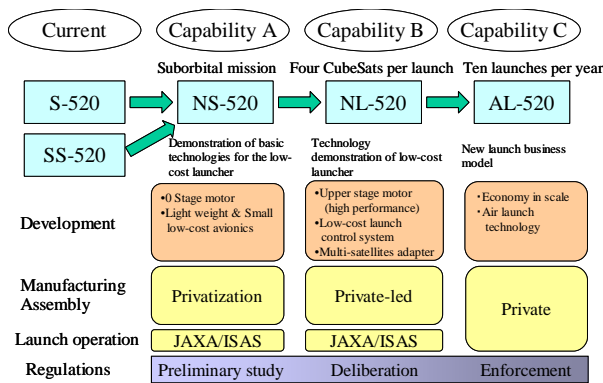 Current
Capability A
Capability B
Capability C
Suborbital mission
Four CubeSats per launch
Ten launches per year
S-520
NS-520
NL-520
AL-520
SS-520
Demonstration of basic
technologies for the low-
cost launcher
Technology
demonstration of low-cost
launcher
New launch business
model
Development
•0 Stage motor
•Light weight & Small
low-cost avionics
•Upper stage motor
(high performance)
•Low-cost launch
control system
•Multi-satellites adapter
・Economy in scale
・Air launch
technology
Manufacturing
Assembly
Privatization
Private-led
Private
Launch operation
JAXA/ISAS
JAXA/ISAS
Regulations
Preliminary study
Deliberation
Enforcement